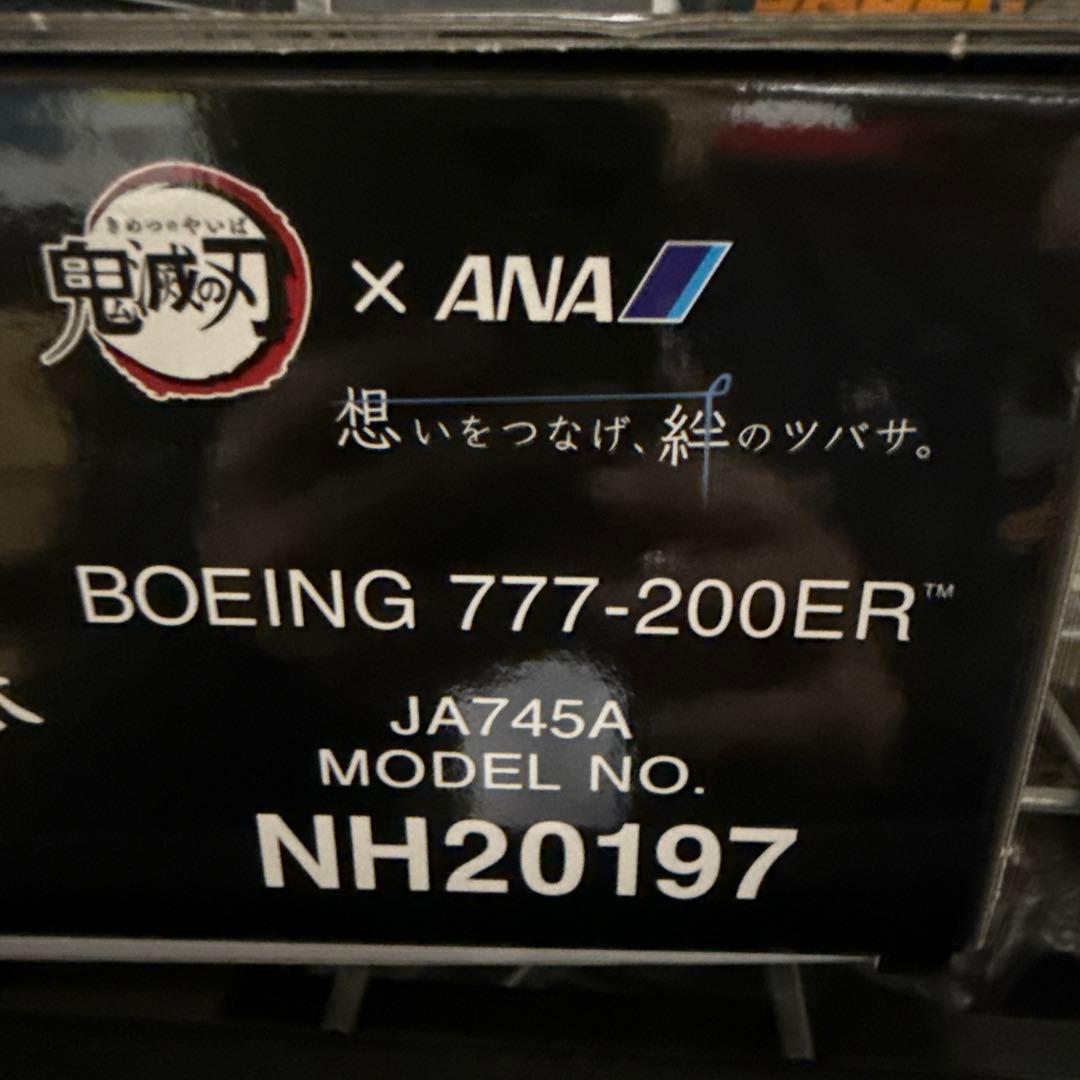 きめつのやいば
鬼滅の刃 × ANA
想いをつなげ、絆のツバサ。
BOEING 777-200ER™
JA745A
MODEL NO.
NH20197